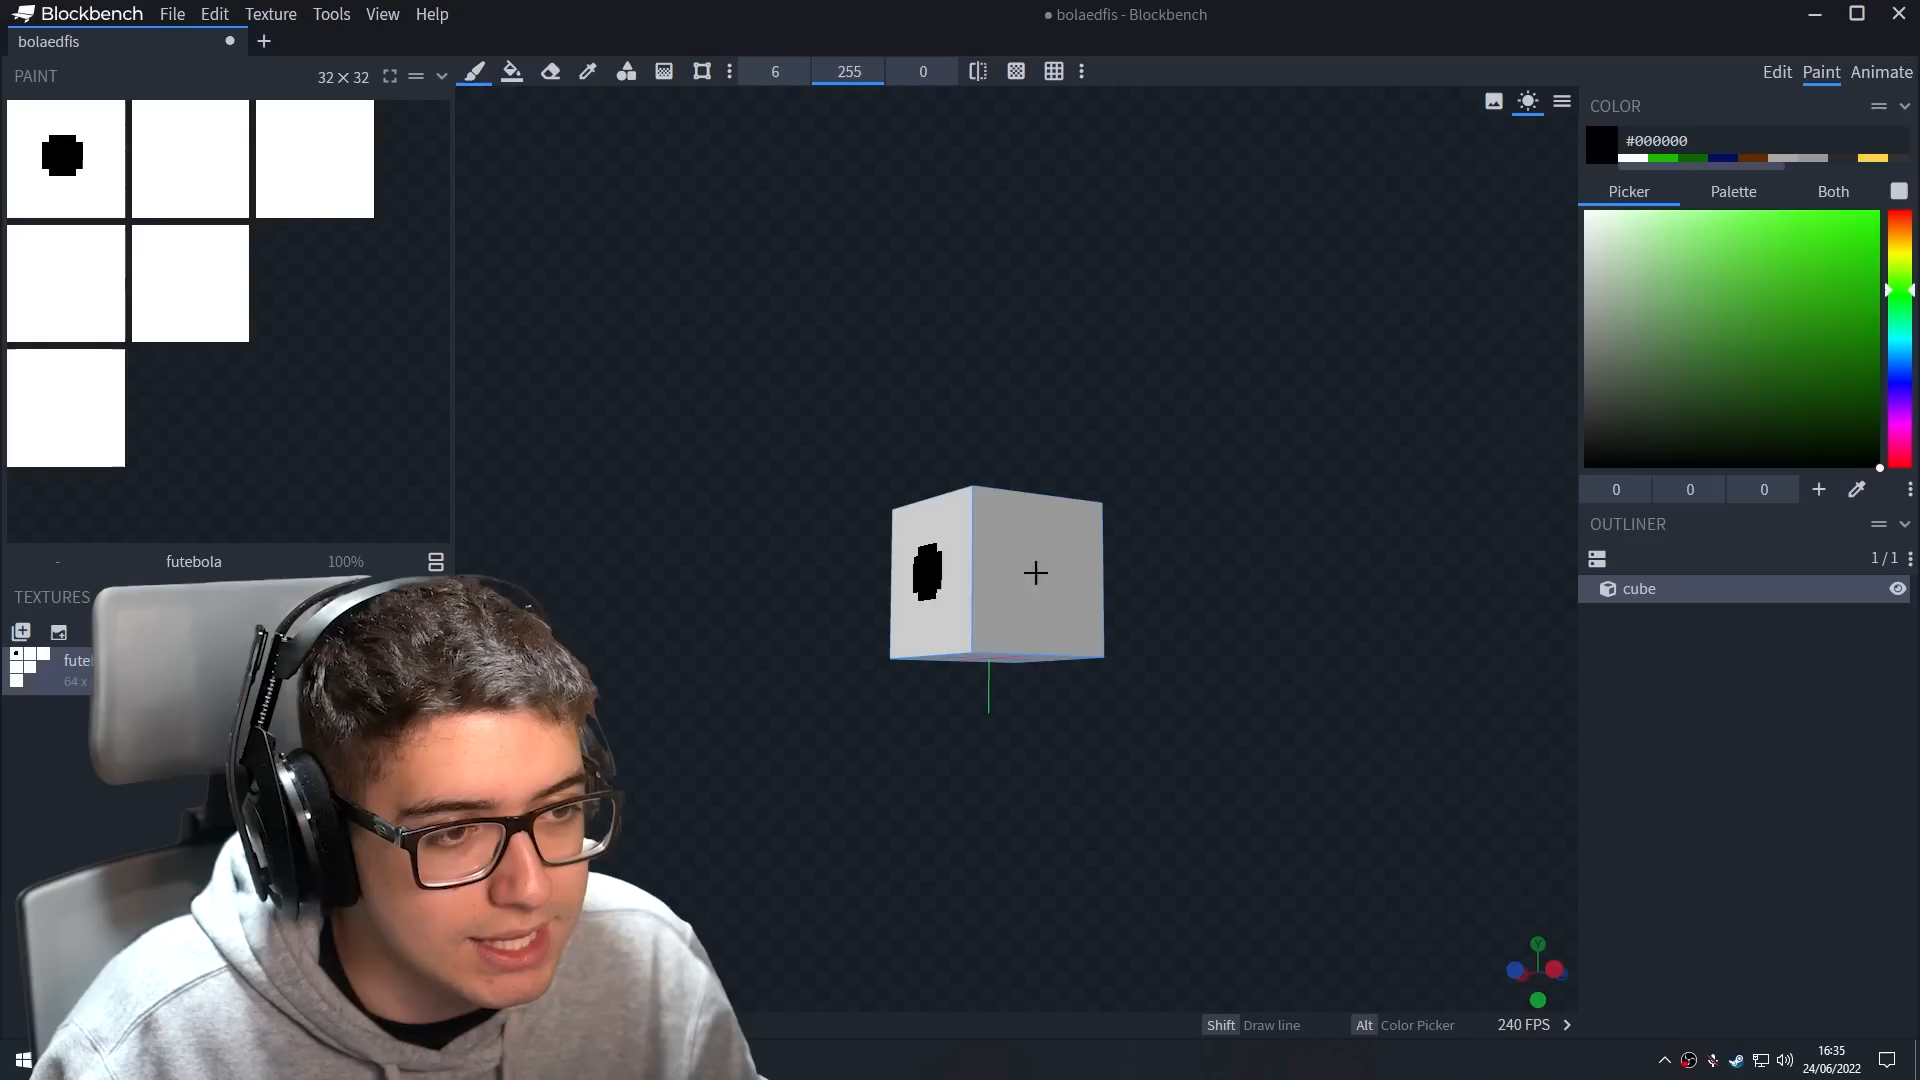 Blockbench File Edit Texture Tools View Help
bolaedfis - Blockbench
bolaedfis
PAINT 32 × 32
6 255 0
Edit Paint Animate
COLOR
#000000
Picker Palette Both
0 0 0
OUTLINER
1 / 1
cube
- futebola 100%
TEXTURES
64 x
Y
Shift Draw line Alt Color Picker 240 FPS
16:35
24/06/2022